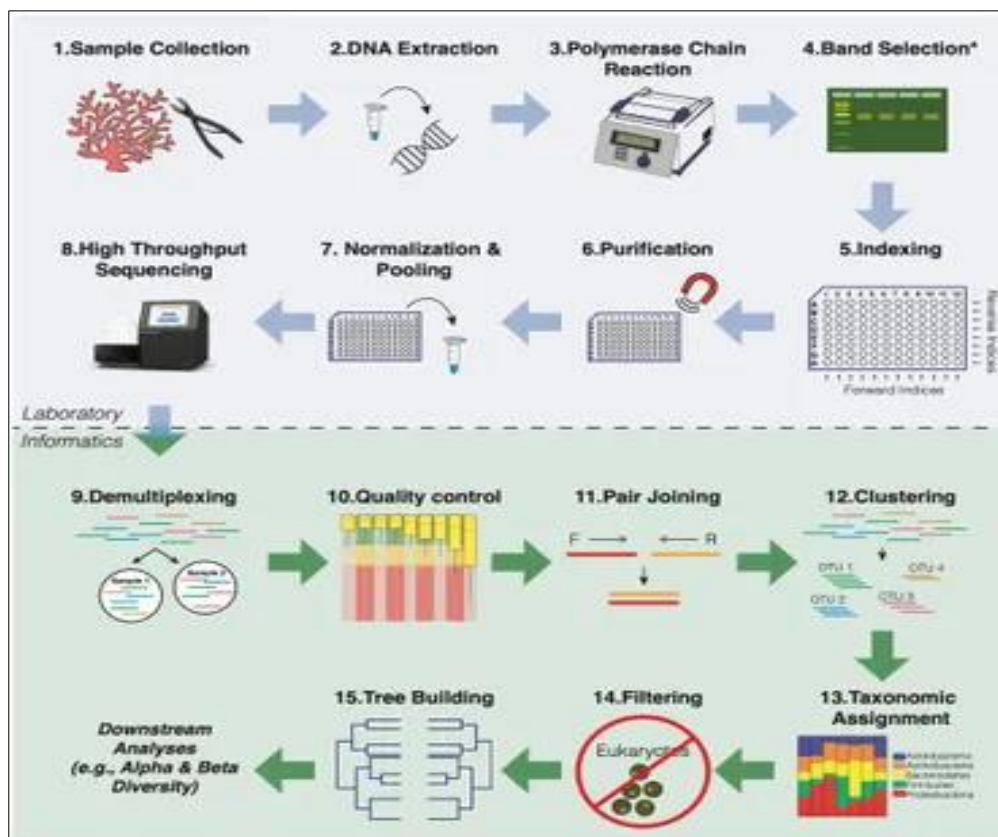 1.Sample Collection
2.DNA Extraction
3.Polymerase Chain
Reaction
4.Band Selection*
8.High Throughput
Sequencing
7. Normalization &
Pooling
6.Purification
5.Indexing
Reverse Indices
Forward Indices
Laboratory
Informatics
9.Demultiplexing
Sample 1
Sample 2
10.Quality control
11.Pair Joining
F
R
12.Clustering
OTU 1
OTU 4
OTU 2
OTU 3
Downstream
Analyses
(e.g., Alpha & Beta
Diversity)
15.Tree Building
14.Filtering
Eukaryotes
13.Taxonomic
Assignment